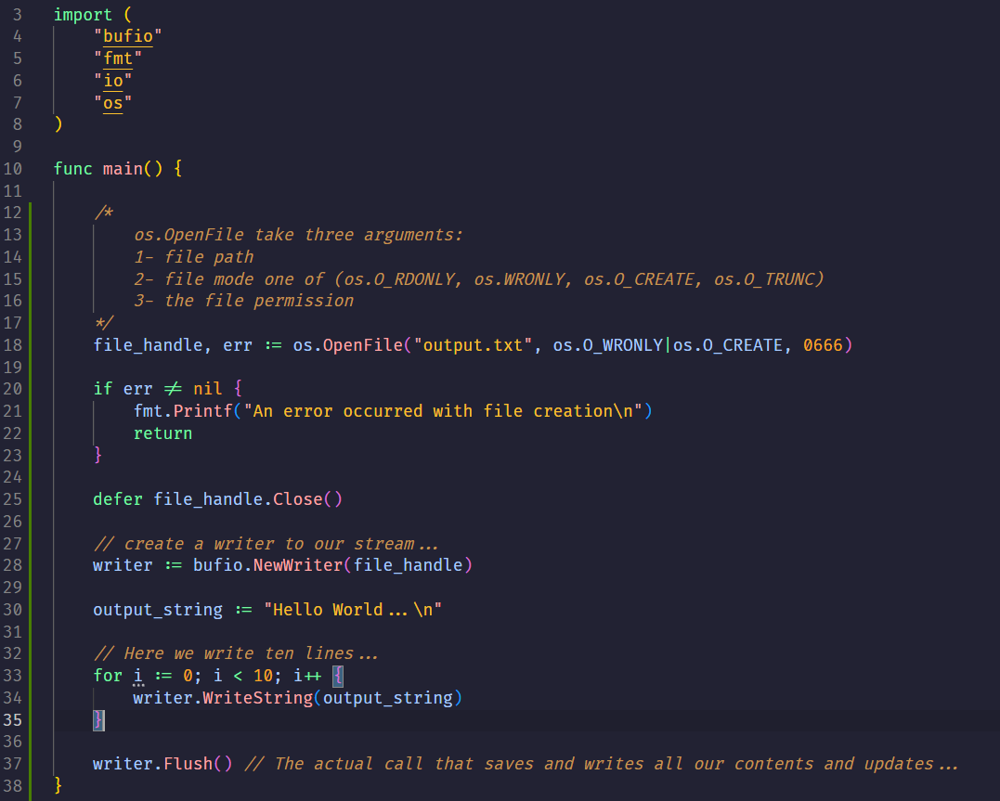 3 import (
4     "bufio"
5     "fmt"
6     "io"
7     "os"
8 )
9
10 func main() {
11
12     /*
13         os.OpenFile take three arguments:
14         1- file path
15         2- file mode one of (os.O_RDONLY, os.WRONLY, os.O_CREATE, os.O_TRUNC)
16         3- the file permission
17     */
18     file_handle, err := os.OpenFile("output.txt", os.O_WRONLY|os.O_CREATE, 0666)
19
20     if err != nil {
21         fmt.Printf("An error occurred with file creation\n")
22         return
23     }
24
25     defer file_handle.Close()
26
27     // create a writer to our stream...
28     writer := bufio.NewWriter(file_handle)
29
30     output_string := "Hello World...\n"
31
32     // Here we write ten lines...
33     for i := 0; i < 10; i++ {
34         writer.WriteString(output_string)
35     }
36
37     writer.Flush() // The actual call that saves and writes all our contents and updates...
38 }